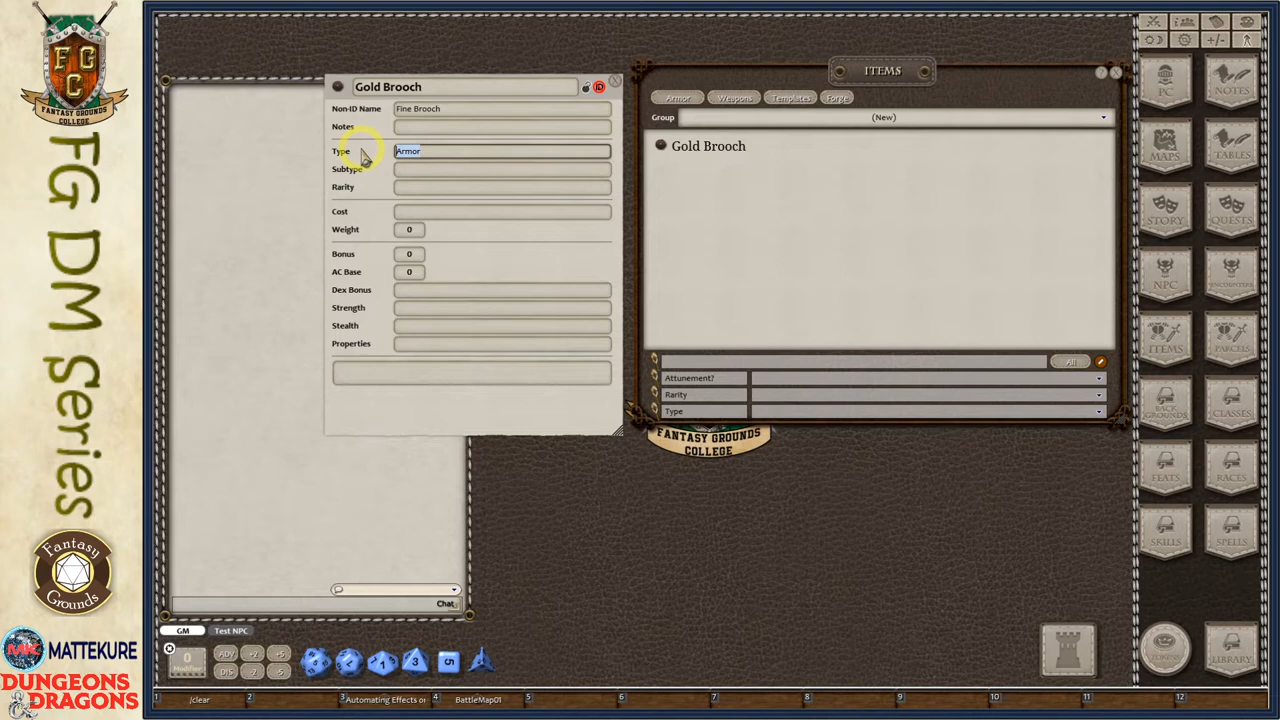 FGC
FANTASY GROUNDS
COLLEGE
FG DM Series
Fantasy
Grounds
MK MATTEKURE
DUNGEONS
& DRAGONS
Gold Brooch
ID
Non-ID Name Fine Brooch
Notes
Type Armor
Subtype
Rarity
Cost
Weight 0
Bonus 0
AC Base 0
Dex Bonus
Strength
Stealth
Properties
Chat
ITEMS
Armor Weapons Templates Forge
Group (New)
Gold Brooch
All
Attunement?
Rarity
Type
FANTASY GROUNDS
COLLEGE
+/-
PC NOTES
MAPS TABLES
STORY QUESTS
NPC ENCOUNTERS
ITEMS PARCELS
BACK GROUNDS CLASSES
FEATS RACES
SKILLS SPELLS
TOKENS LIBRARY
GM Test NPC
0
Modifier
ADV +2 +5
DIS -2 -5
1 /clear 2 3 Automating Effects or 4 BattleMap01 5 6 7 8 9 10 11 12